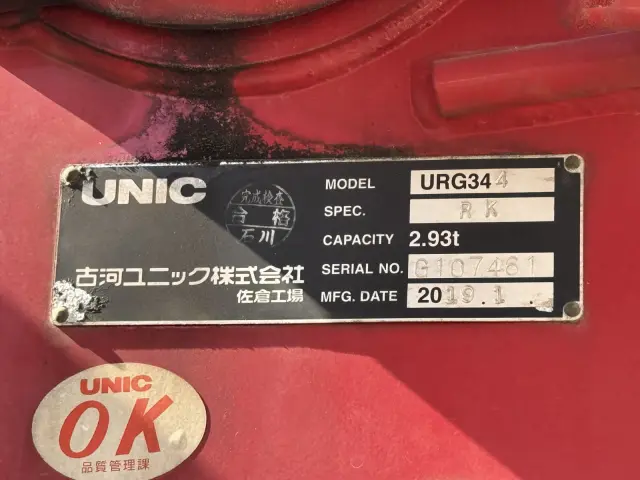 UNIC
完成検査
合格
石川
古河ユニック株式会社
佐倉工場
MODEL URG344
SPEC. RK
CAPACITY 2.93t
SERIAL NO. G107461
MFG. DATE 2019.1
UNIC
OK
品質管理課